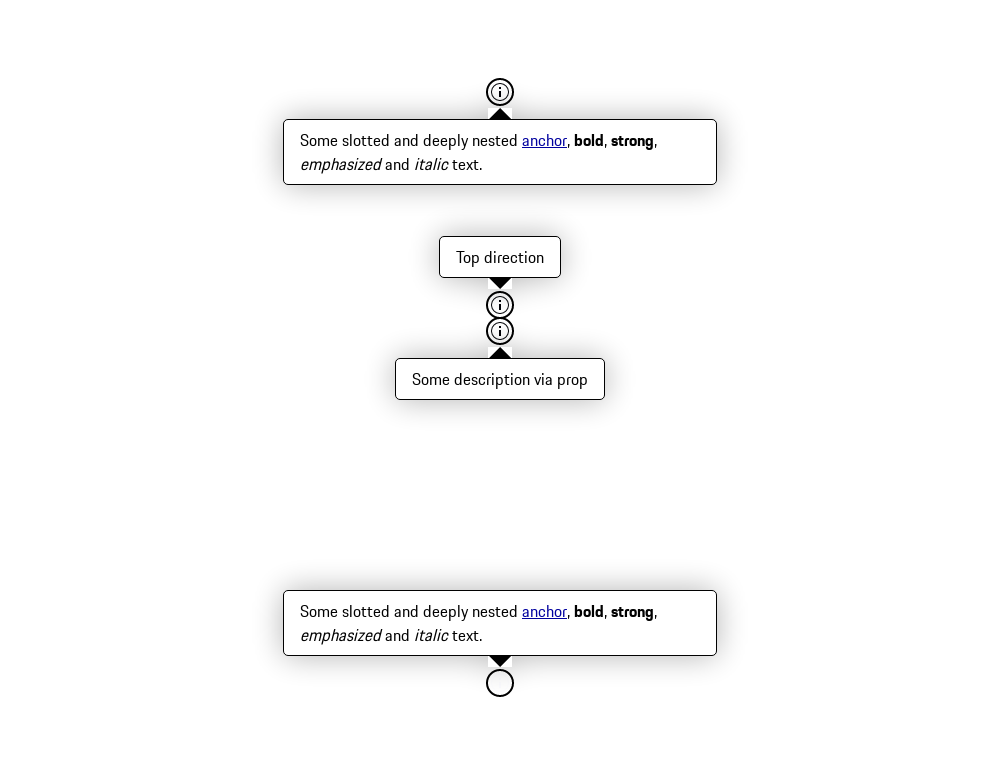 Some slotted and deeply nested anchor, bold, strong,
emphasized and italic text.
Top direction
Some description via prop
Some slotted and deeply nested anchor, bold, strong,
emphasized and italic text.